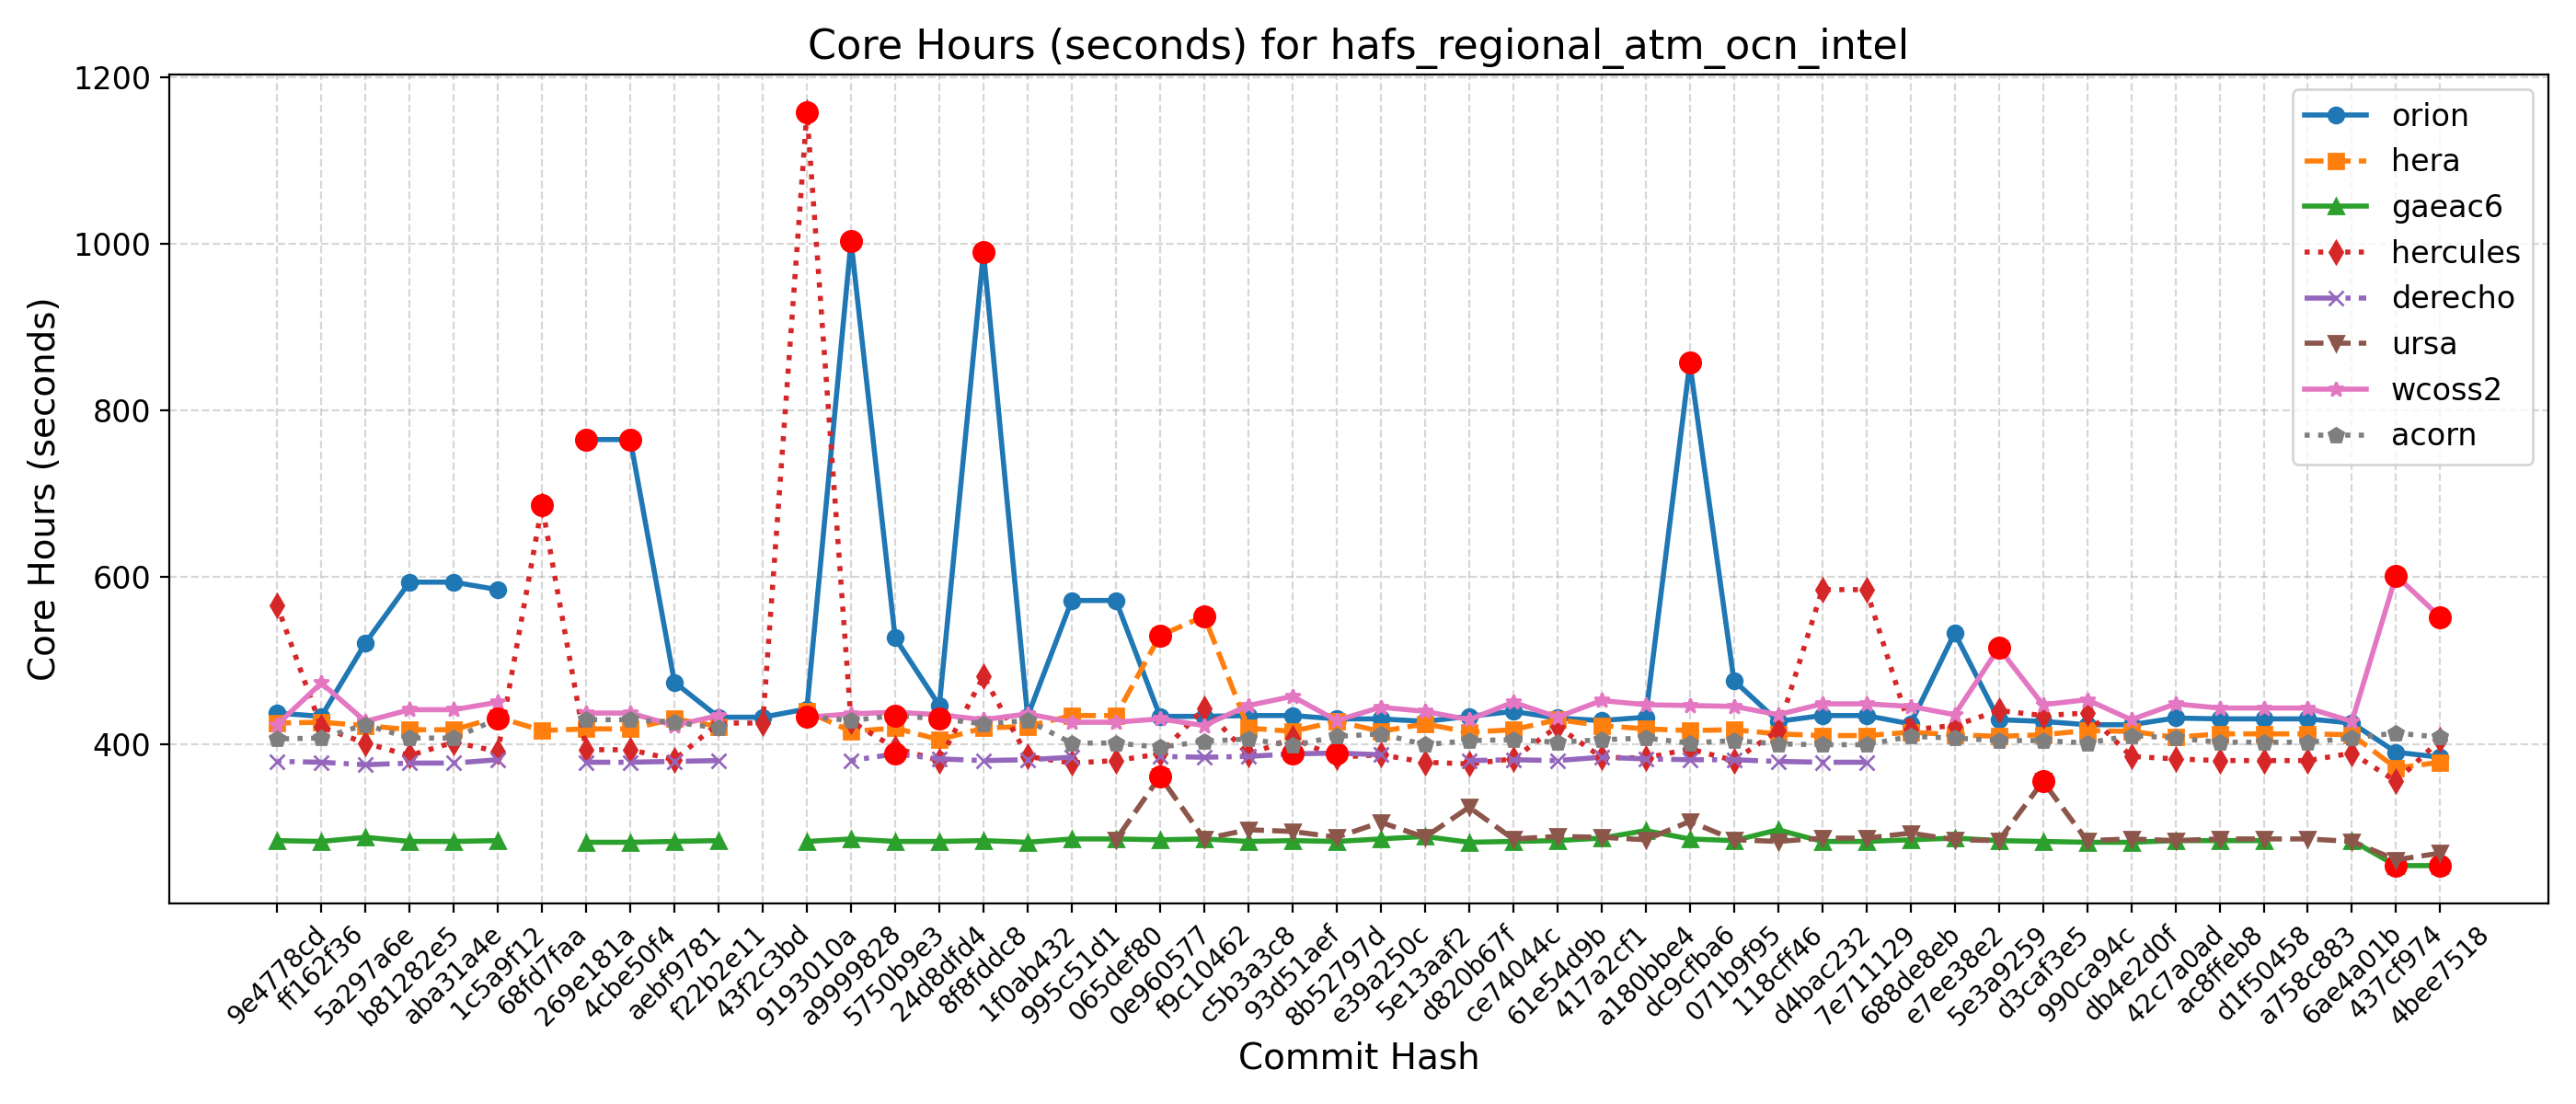 Core Hours (seconds) for hafs_regional_atm_ocn_intel
Core Hours (seconds)
1200
1000
800
600
400
orion
hera
gaeac6
hercules
derecho
ursa
wcoss2
acorn
9e4778cd
ff162f36
5a297a6e
b81282e5
aba31a4e
1c5a9f12
68fd7faa
269e181a
4cbe50f4
aebf9781
f22b2e11
43f2c3bd
9193010a
a9999828
5750b9e3
24d8dfd4
8f8fddc8
1f0ab432
995c51d1
065def80
0e960577
f9c10462
c5b3a3c8
93d51aef
8b52797d
e39a250c
5e13aaf2
d820b67f
ce74044c
61e54d9b
417a2cf1
a180bbe4
dc9cfba6
071b9f95
118cff46
d4bac232
7e711129
688de8eb
e7ee38e2
5e3a9259
d3caf3e5
990ca94c
db4e2d0f
42c7a0ad
ac8ffeb8
d1f50458
a758c883
6ae4a01b
437cf974
4bee7518
Commit Hash